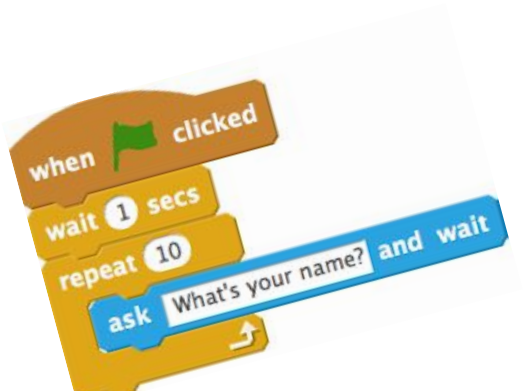 when clicked
wait 1 secs
repeat 10
ask What's your name? and wait